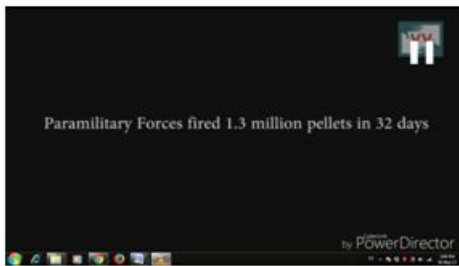 Paramilitary Forces fired 1.3 million pellets in 32 days
by PowerDirector